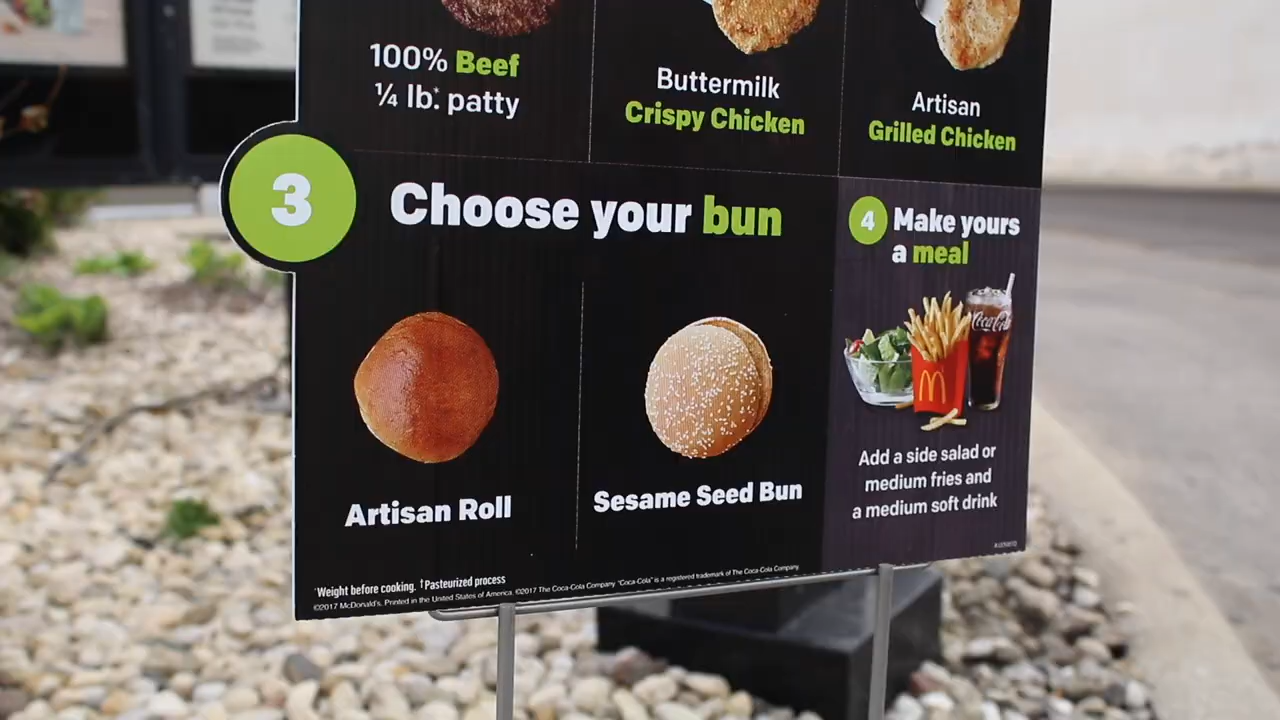 100% Beef
¼ lb.* patty
Buttermilk
Crispy Chicken
Artisan
Grilled Chicken
3
Choose your bun
4 Make yours
a meal
Coca-Cola
Artisan Roll
Sesame Seed Bun
Add a side salad or
medium fries and
a medium soft drink
*Weight before cooking. †Pasteurized process
©2017 McDonald's. Printed in the United States of America. ©2017 The Coca-Cola Company. "Coca-Cola" is a registered trademark of The Coca-Cola Company.